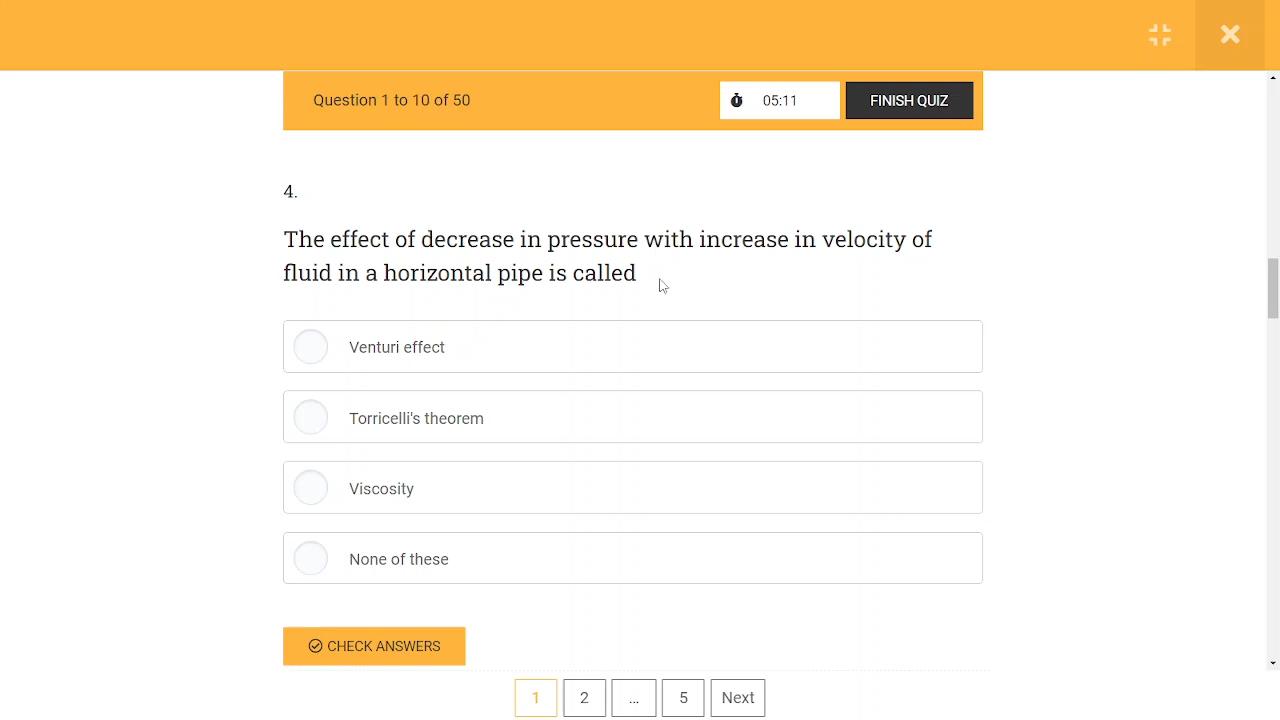 Question 1 to 10 of 50
05:11
FINISH QUIZ
4.
The effect of decrease in pressure with increase in velocity of
fluid in a horizontal pipe is called
Venturi effect
Torricelli's theorem
Viscosity
None of these
CHECK ANSWERS
1 2 ... 5 Next